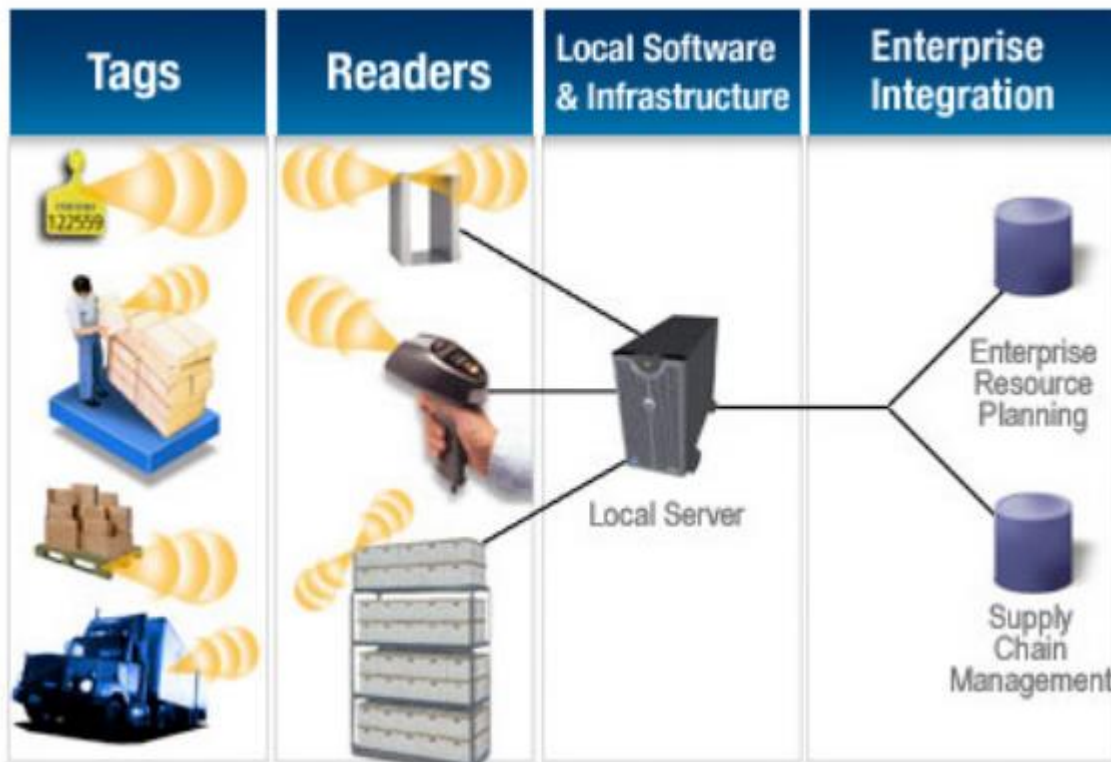 Tags
Readers
Local Software
& Infrastructure
Enterprise
Integration
122559
Enterprise
Resource
Planning
Local Server
Supply
Chain
Management